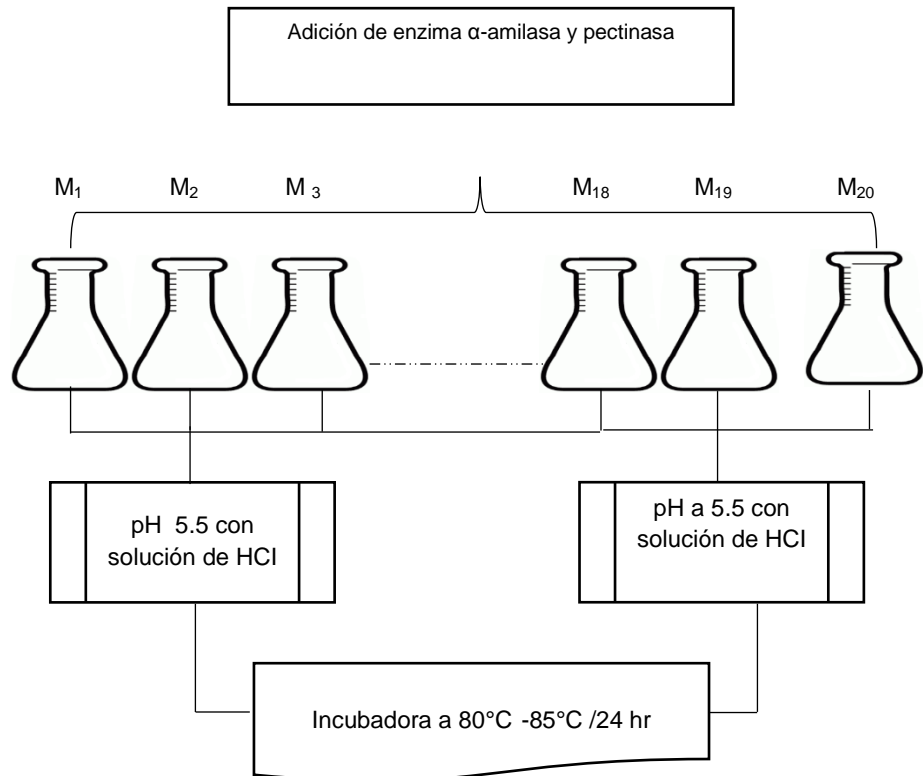 Adición de enzima α-amilasa y pectinasa
M₁ M₂ M ₃ M₁₈ M₁₉ M₂₀
pH 5.5 con
solución de HCl
pH a 5.5 con
solución de HCl
Incubadora a 80°C -85°C /24 hr